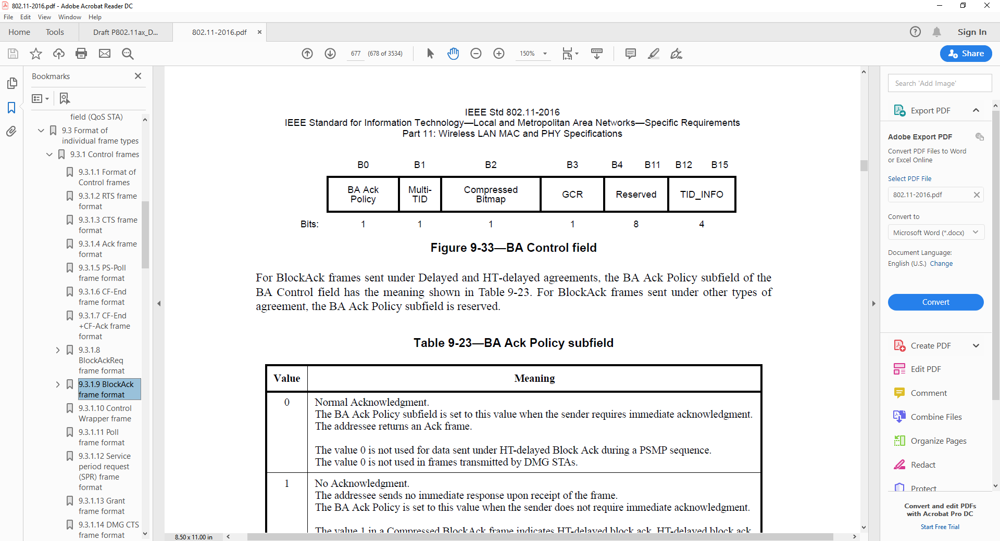 802.11-2016.pdf - Adobe Acrobat Reader DC
File Edit View Window Help
Home Tools Draft P802.11ax_D... 802.11-2016.pdf ×
Sign In
677 (678 of 3534) 150%
Share
Bookmarks
field (QoS STA)
9.3 Format of
individual frame types
9.3.1 Control frames
9.3.1.1 Format of
Control frames
9.3.1.2 RTS frame
format
9.3.1.3 CTS frame
format
9.3.1.4 Ack frame
format
9.3.1.5 PS-Poll
frame format
9.3.1.6 CF-End
frame format
9.3.1.7 CF-End
+CF-Ack frame
format
9.3.1.8
BlockAckReq
frame format
9.3.1.9 BlockAck
frame format
9.3.1.10 Control
Wrapper frame
9.3.1.11 Poll
frame format
9.3.1.12 Service
period request
(SPR) frame
format
9.3.1.13 Grant
frame format
9.3.1.14 DMG CTS
frame format
IEEE Std 802.11-2016
IEEE Standard for Information Technology—Local and Metropolitan Area Networks—Specific Requirements
Part 11: Wireless LAN MAC and PHY Specifications
B0 B1 B2 B3 B4 B11 B12 B15
BA Ack Policy Multi-TID Compressed Bitmap GCR Reserved TID_INFO
Bits: 1 1 1 1 8 4
Figure 9-33—BA Control field
For BlockAck frames sent under Delayed and HT-delayed agreements, the BA Ack Policy subfield of the
BA Control field has the meaning shown in Table 9-23. For BlockAck frames sent under other types of
agreement, the BA Ack Policy subfield is reserved.
Table 9-23—BA Ack Policy subfield
Value Meaning
0 Normal Acknowledgment.
The BA Ack Policy subfield is set to this value when the sender requires immediate acknowledgment.
The addressee returns an Ack frame.
The value 0 is not used for data sent under HT-delayed Block Ack during a PSMP sequence.
The value 0 is not used in frames transmitted by DMG STAs.
1 No Acknowledgment.
The addressee sends no immediate response upon receipt of the frame.
The BA Ack Policy is set to this value when the sender does not require immediate acknowledgment.
The value 1 in a Compressed BlockAck frame indicates HT-delayed block ack. HT-delayed block ack
8.50 x 11.00 in
Search 'Add Image'
Export PDF
Adobe Export PDF
Convert PDF Files to Word
or Excel Online
Select PDF File
802.11-2016.pdf
Convert to
Microsoft Word (*.docx)
Document Language:
English (U.S.) Change
Convert
Create PDF
Edit PDF
Comment
Combine Files
Organize Pages
Redact
Protect
Convert and edit PDFs
with Acrobat Pro DC
Start Free Trial